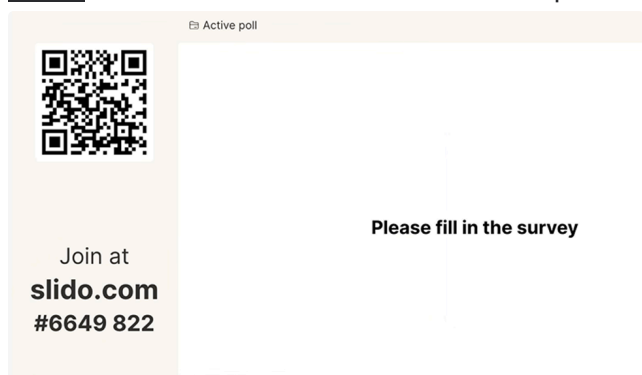 Active poll
Please fill in the survey
Join at
slido.com
#6649 822